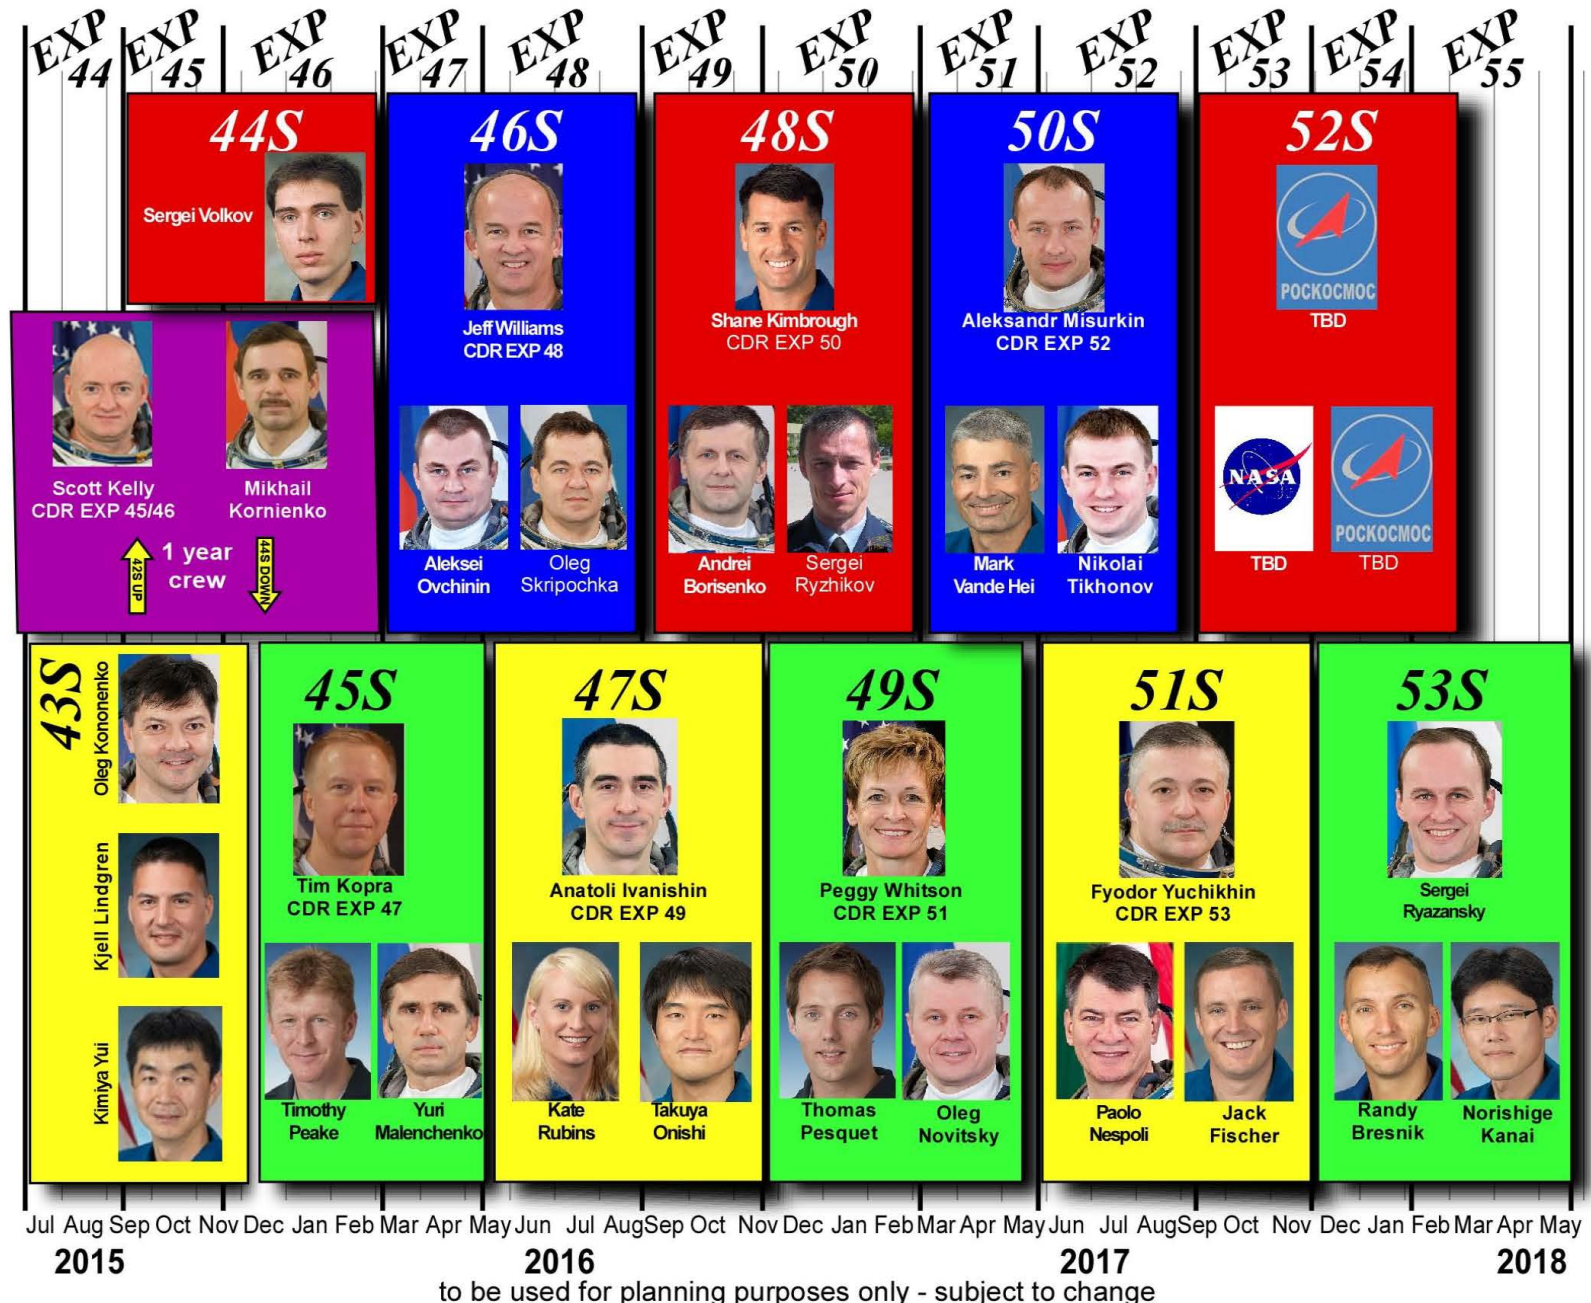 EXP 44
EXP 45
EXP 46
EXP 47
EXP 48
EXP 49
EXP 50
EXP 51
EXP 52
EXP 53
EXP 54
EXP 55
44S
Sergei Volkov
46S
Jeff Williams
CDR EXP 48
Aleksei
Ovchinin
Oleg
Skripochka
48S
Shane Kimbrough
CDR EXP 50
Andrei
Borisenko
Sergei
Ryzhikov
50S
Aleksandr Misurkin
CDR EXP 52
Mark
Vande Hei
Nikolai
Tikhonov
52S
РОСКОСМОС
TBD
NASA
TBD
РОСКОСМОС
TBD
Scott Kelly
CDR EXP 45/46
Mikhail
Kornienko
42S UP
1 year
crew
44S DOWN
43S
Oleg Kononenko
Kjell Lindgren
Kimiya Yui
45S
Tim Kopra
CDR EXP 47
Timothy
Peake
Yuri
Malenchenko
47S
Anatoli Ivanishin
CDR EXP 49
Kate
Rubins
Takuya
Onishi
49S
Peggy Whitson
CDR EXP 51
Thomas
Pesquet
Oleg
Novitsky
51S
Fyodor Yuchikhin
CDR EXP 53
Paolo
Nespoli
Jack
Fischer
53S
Sergei
Ryazansky
Randy
Bresnik
Norishige
Kanai
Jul Aug Sep Oct Nov Dec Jan Feb Mar Apr May Jun Jul Aug Sep Oct Nov Dec Jan Feb Mar Apr May Jun Jul Aug Sep Oct Nov Dec Jan Feb Mar Apr May
2015 2016 2017 2018
to be used for planning purposes only - subject to change